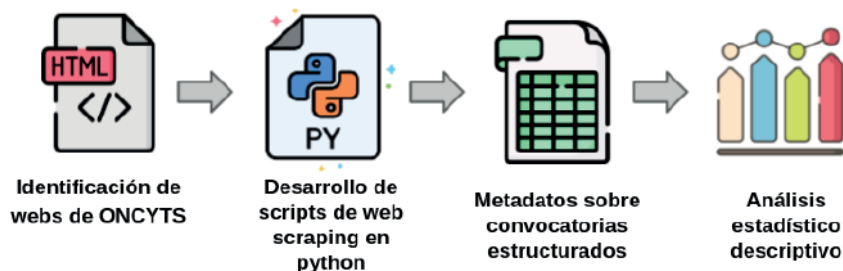 HTML
</>
PY
Identificación de
webs de ONCYTS
Desarrollo de
scripts de web
scraping en
python
Metadatos sobre
convocatorias
estructurados
Análisis
estadístico
descriptivo